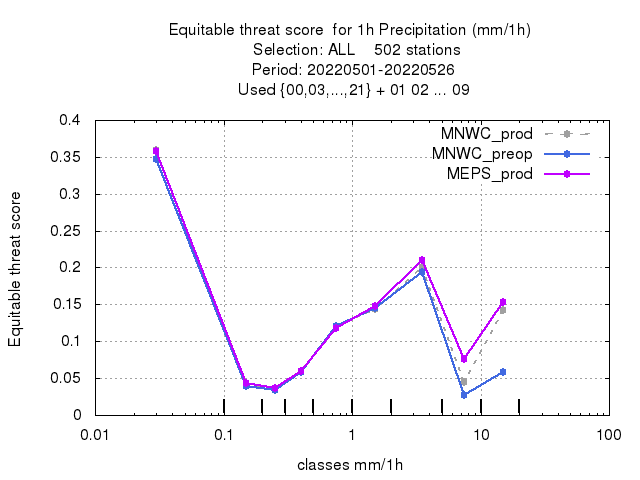 Equitable threat score  for 1h Precipitation (mm/1h)
Selection: ALL    502 stations
Period: 20220501-20220526
Used {00,03,...,21} + 01 02 ... 09
MNWC_prod
MNWC_preop
MEPS_prod
Equitable threat score
0.4
0.35
0.3
0.25
0.2
0.15
0.1
0.05
0
0.01 0.1 1 10 100
classes mm/1h